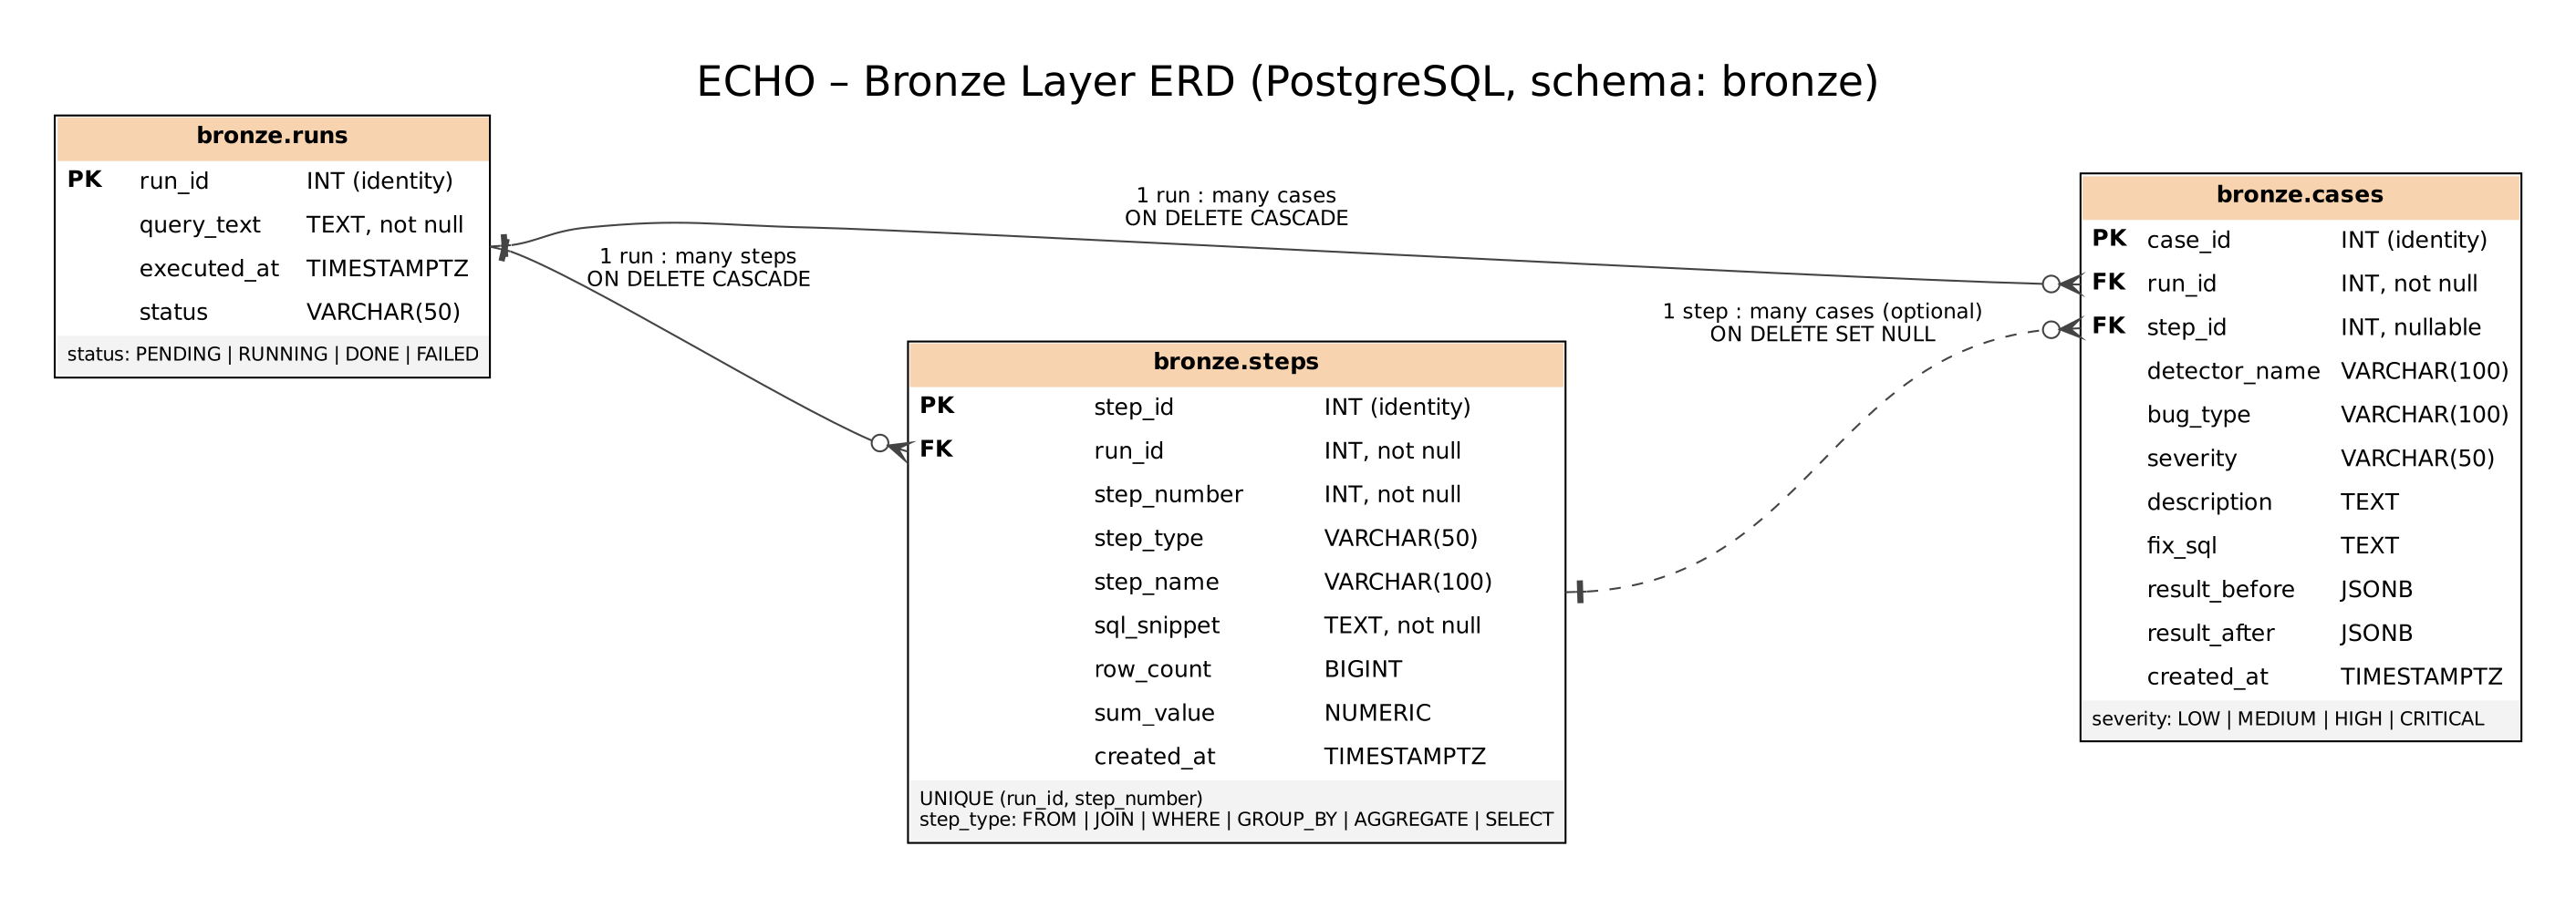 ECHO – Bronze Layer ERD (PostgreSQL, schema: bronze)
bronze.runs
PK run_id INT (identity)
query_text TEXT, not null
executed_at TIMESTAMPTZ
status VARCHAR(50)
status: PENDING | RUNNING | DONE | FAILED
1 run : many cases
ON DELETE CASCADE
1 run : many steps
ON DELETE CASCADE
1 step : many cases (optional)
ON DELETE SET NULL
bronze.steps
PK step_id INT (identity)
FK run_id INT, not null
step_number INT, not null
step_type VARCHAR(50)
step_name VARCHAR(100)
sql_snippet TEXT, not null
row_count BIGINT
sum_value NUMERIC
created_at TIMESTAMPTZ
UNIQUE (run_id, step_number)
step_type: FROM | JOIN | WHERE | GROUP_BY | AGGREGATE | SELECT
bronze.cases
PK case_id INT (identity)
FK run_id INT, not null
FK step_id INT, nullable
detector_name VARCHAR(100)
bug_type VARCHAR(100)
severity VARCHAR(50)
description TEXT
fix_sql TEXT
result_before JSONB
result_after JSONB
created_at TIMESTAMPTZ
severity: LOW | MEDIUM | HIGH | CRITICAL